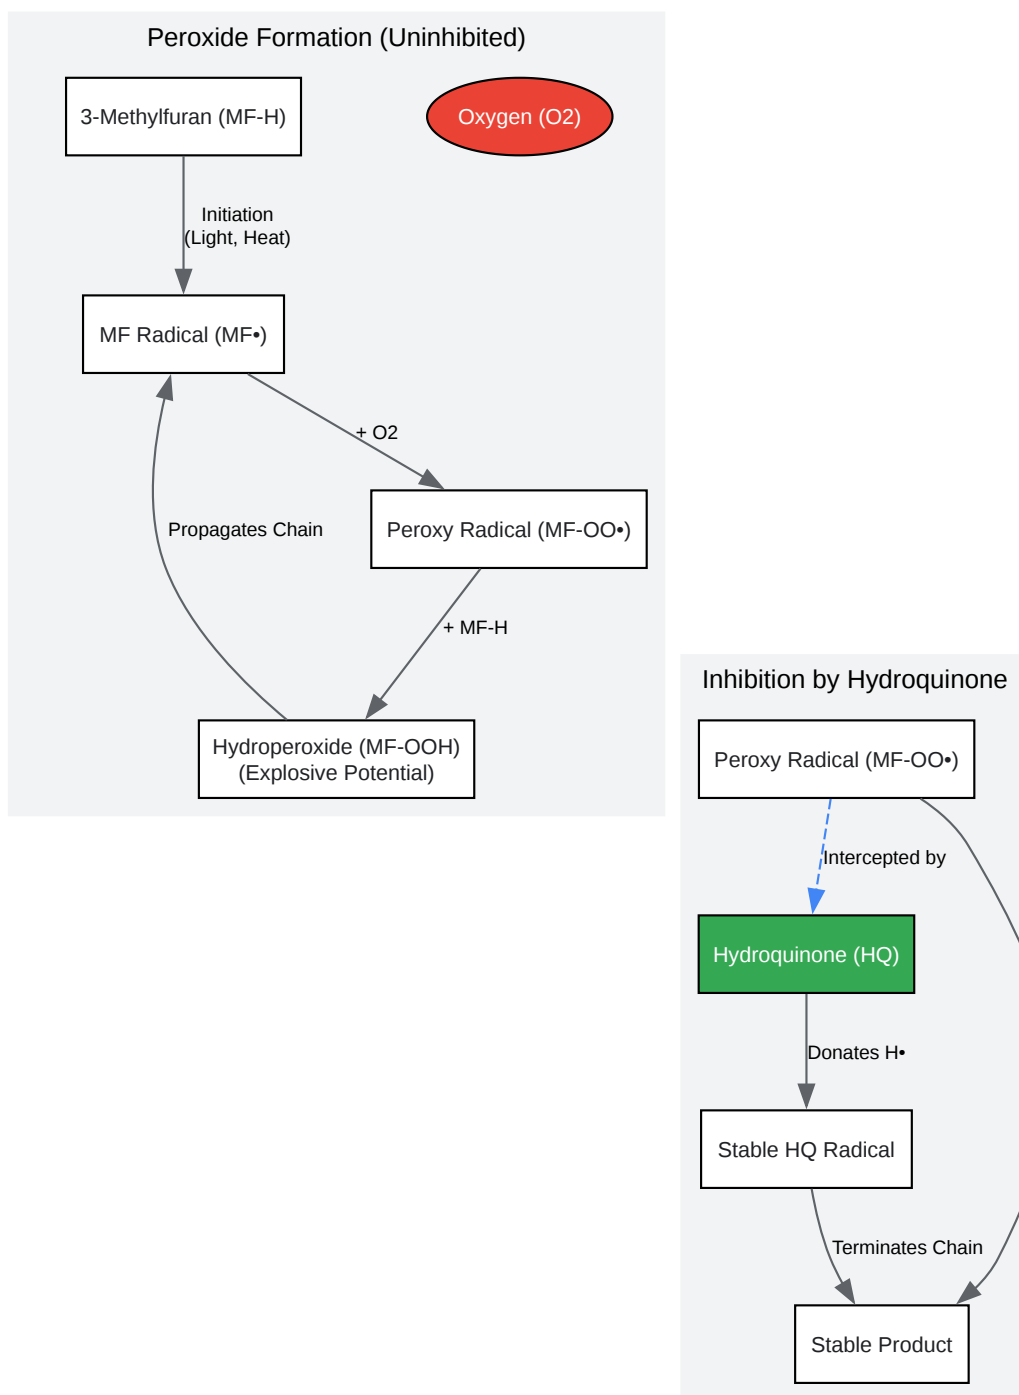 Peroxide Formation (Uninhibited)
3-Methylfuran (MF-H)
Oxygen (O2)
Initiation
(Light, Heat)
MF Radical (MF•)
+ O2
Peroxy Radical (MF-OO•)
Propagates Chain
+ MF-H
Hydroperoxide (MF-OOH)
(Explosive Potential)
Inhibition by Hydroquinone
Peroxy Radical (MF-OO•)
Intercepted by
Hydroquinone (HQ)
Donates H•
Stable HQ Radical
Terminates Chain
Stable Product